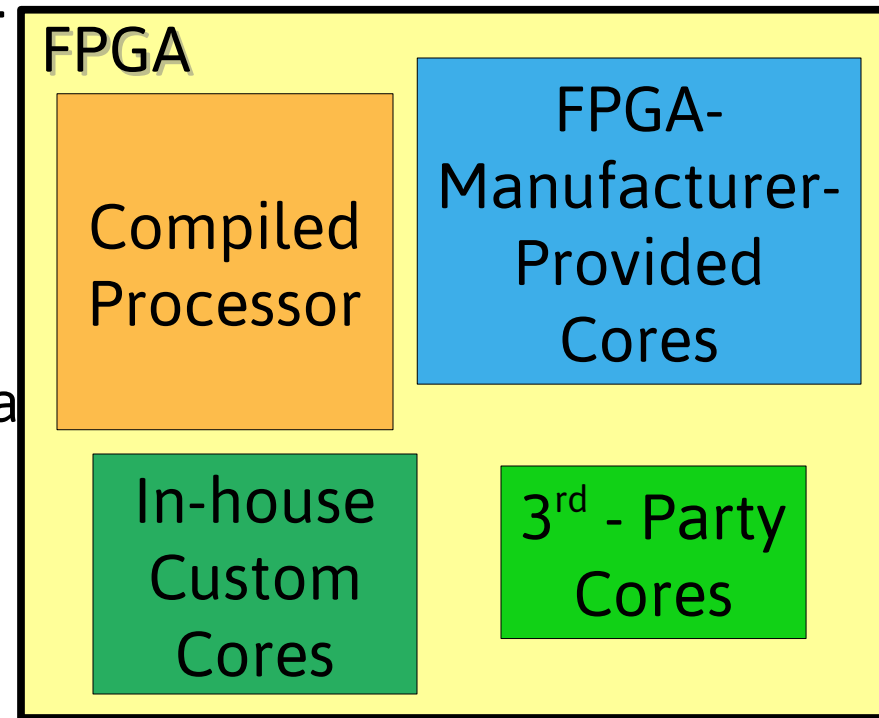 FPGA
Compiled
Processor
FPGA-
Manufacturer-
Provided
Cores
a
In-house
Custom
Cores
3rd - Party
Cores